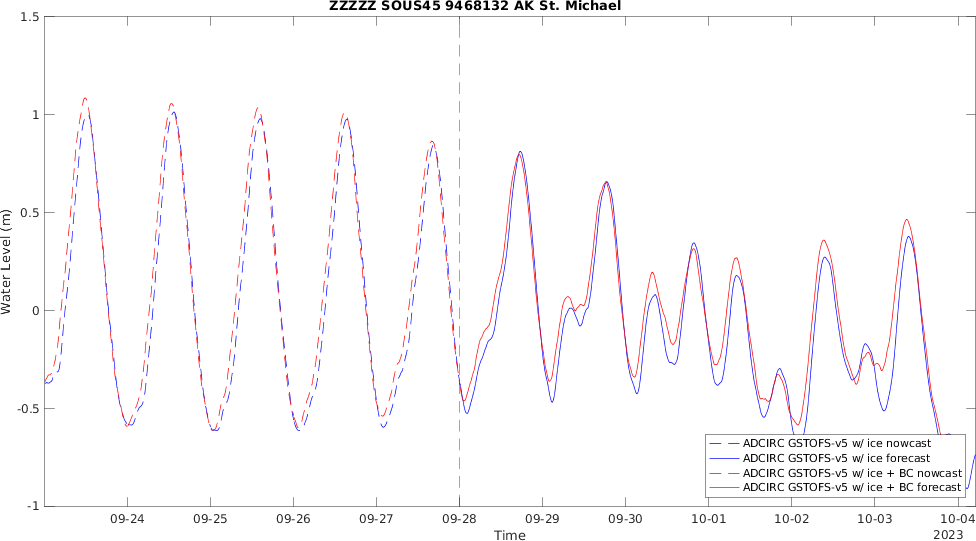 ZZZZZ SOUS45 9468132 AK St. Michael
1.5
1
0.5
0
-0.5
-1
Water Level (m)
09-24 09-25 09-26 09-27 09-28 09-29 09-30 10-01 10-02 10-03 10-04
Time
2023
ADCIRC GSTOFS-v5 w/ ice nowcast
ADCIRC GSTOFS-v5 w/ ice forecast
ADCIRC GSTOFS-v5 w/ ice + BC nowcast
ADCIRC GSTOFS-v5 w/ ice + BC forecast